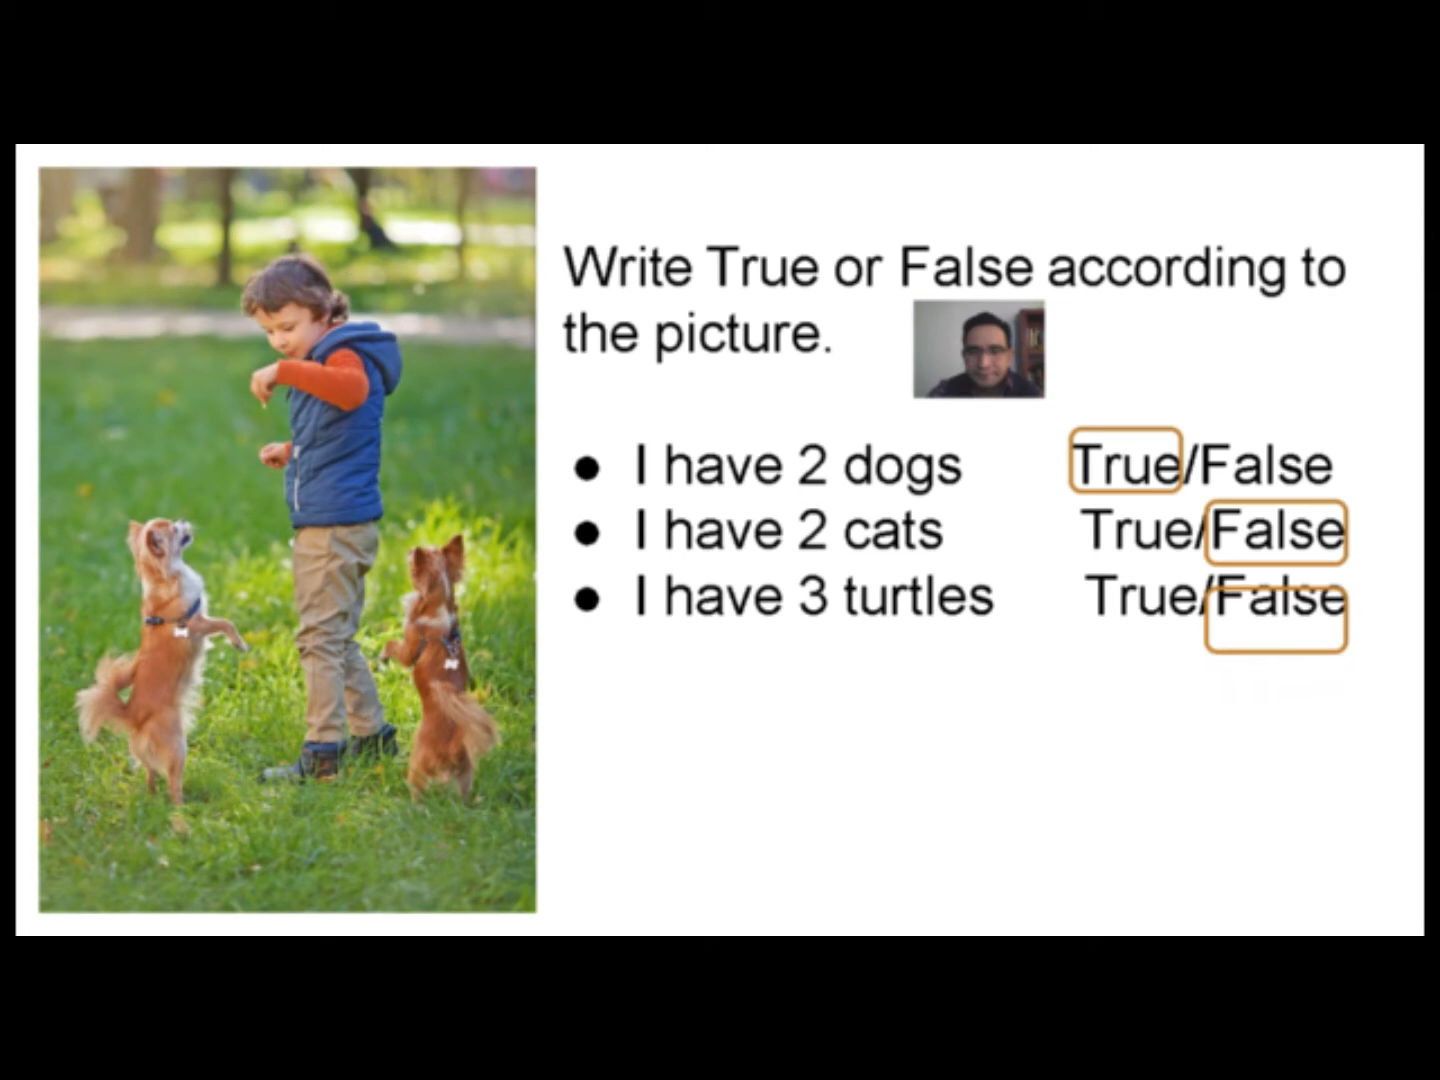 Write True or False according to
the picture.
● I have 2 dogs True/False
● I have 2 cats True/False
● I have 3 turtles True/False